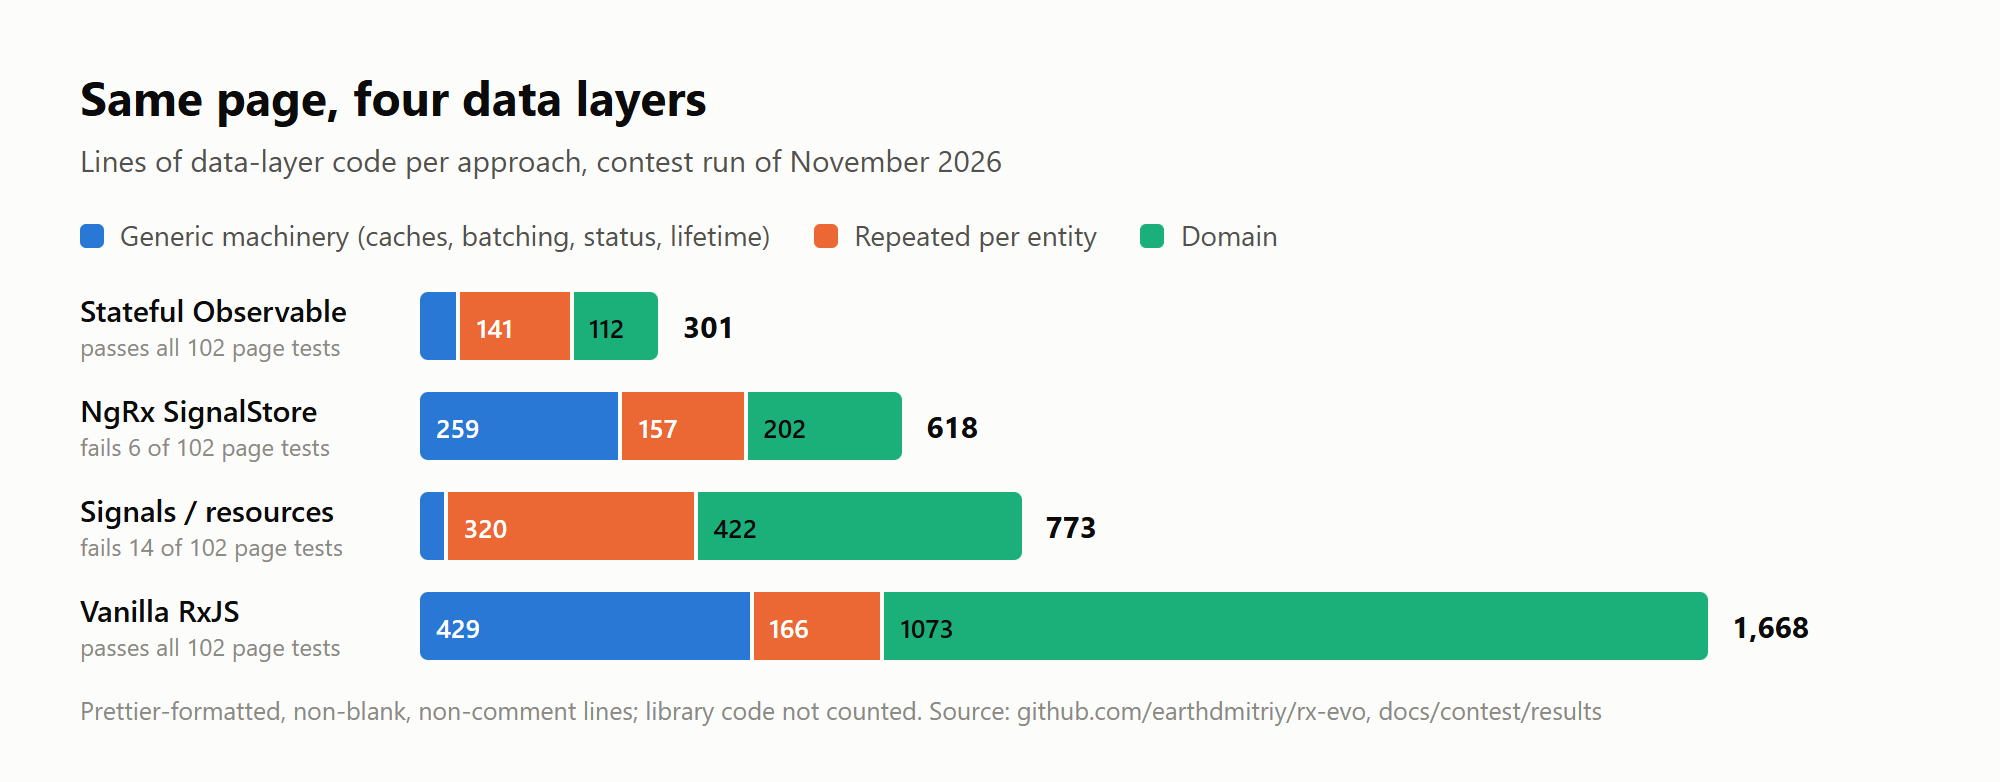 Same page, four data layers
Lines of data-layer code per approach, contest run of November 2026
Generic machinery (caches, batching, status, lifetime)
Repeated per entity
Domain
Stateful Observable
passes all 102 page tests
141
112
301
NgRx SignalStore
fails 6 of 102 page tests
259
157
202
618
Signals / resources
fails 14 of 102 page tests
320
422
773
Vanilla RxJS
passes all 102 page tests
429
166
1073
1,668
Prettier-formatted, non-blank, non-comment lines; library code not counted. Source: github.com/earthdmitriy/rx-evo, docs/contest/results